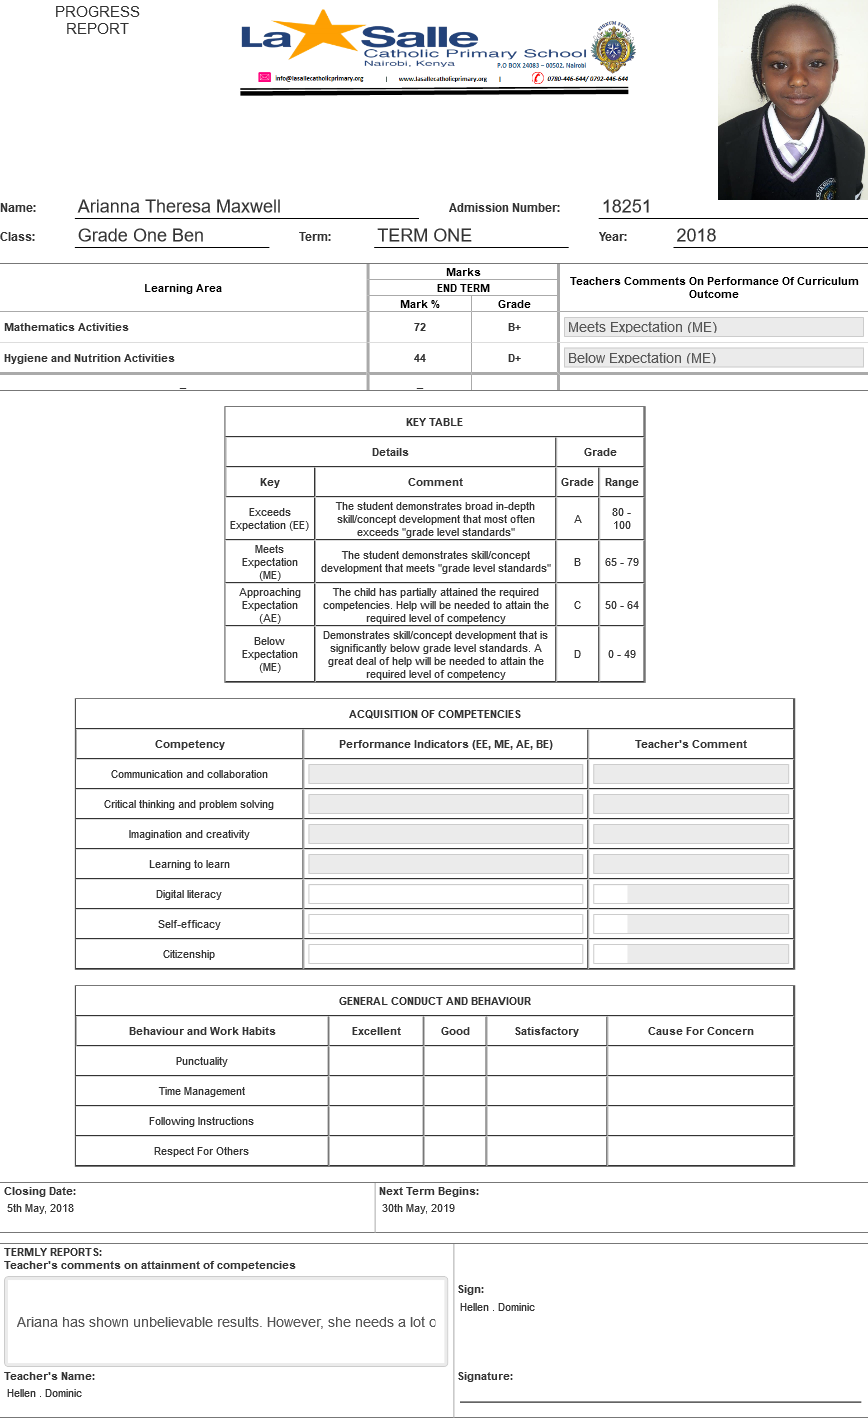 PROGRESS
REPORT
La Salle
Catholic Primary School
Nairobi, Kenya
P.O BOX 24083 – 00502, Nairobi
info@lasallecatholicprimary.org | www.lasallecatholicprimary.org | 0780-446-644/ 0792-446-644
Name: Arianna Theresa Maxwell Admission Number: 18251
Class: Grade One Ben Term: TERM ONE Year: 2018
Learning Area Marks Teachers Comments On Performance Of Curriculum Outcome
END TERM
Mark % Grade
Mathematics Activities 72 B+ Meets Expectation (ME)
Hygiene and Nutrition Activities 44 D+ Below Expectation (ME)
_ _
KEY TABLE
Details Grade
Key Comment Grade Range
Exceeds Expectation (EE) The student demonstrates broad in-depth skill/concept development that most often exceeds "grade level standards" A 80 - 100
Meets Expectation (ME) The student demonstrates skill/concept development that meets "grade level standards" B 65 - 79
Approaching Expectation (AE) The child has partially attained the required competencies. Help will be needed to attain the required level of competency C 50 - 64
Below Expectation (ME) Demonstrates skill/concept development that is significantly below grade level standards. A great deal of help will be needed to attain the required level of competency D 0 - 49
ACQUISITION OF COMPETENCIES
Competency Performance Indicators (EE, ME, AE, BE) Teacher's Comment
Communication and collaboration
Critical thinking and problem solving
Imagination and creativity
Learning to learn
Digital literacy
Self-efficacy
Citizenship
GENERAL CONDUCT AND BEHAVIOUR
Behaviour and Work Habits Excellent Good Satisfactory Cause For Concern
Punctuality
Time Management
Following Instructions
Respect For Others
Closing Date: Next Term Begins:
5th May, 2018 30th May, 2019
TERMLY REPORTS:
Teacher's comments on attainment of competencies
Ariana has shown unbelievable results. However, she needs a lot o
Sign:
Hellen . Dominic
Teacher's Name: Signature:
Hellen . Dominic